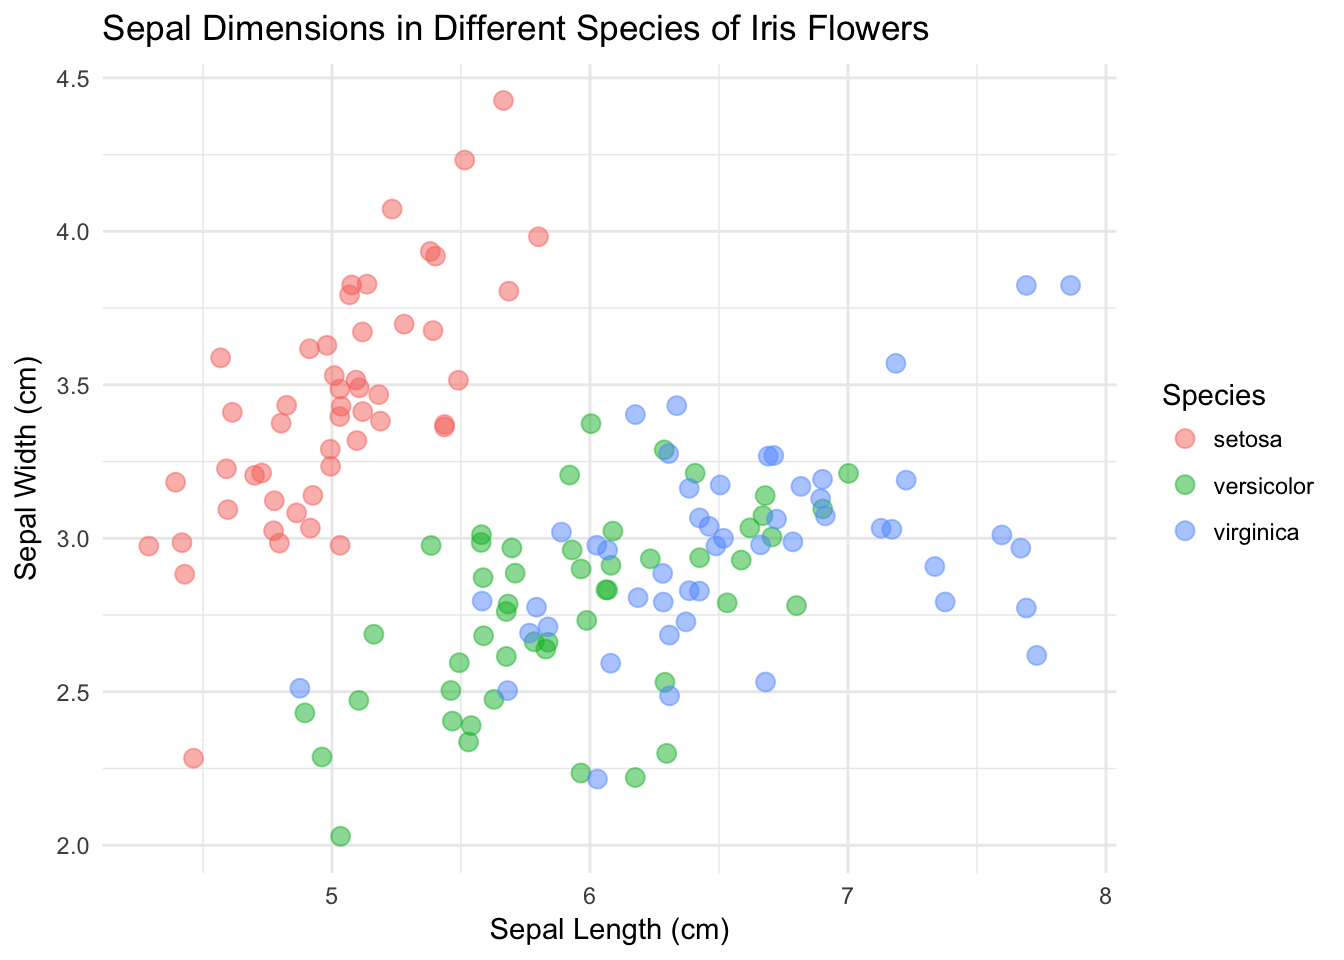 Sepal Dimensions in Different Species of Iris Flowers
4.5
4.0
3.5
3.0
2.5
2.0
Sepal Width (cm)
5 6 7 8
Sepal Length (cm)
Species
setosa
versicolor
virginica